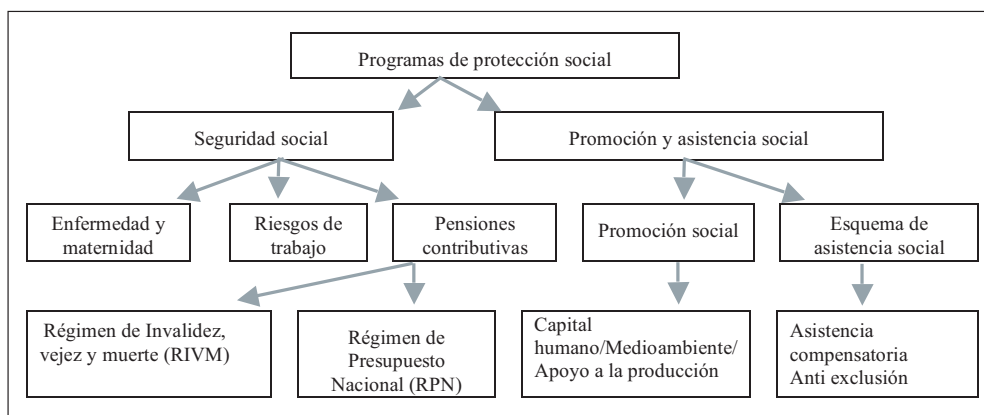 Programas de protección social
Seguridad social
Promoción y asistencia social
Enfermedad y
maternidad
Riesgos de
trabajo
Pensiones
contributivas
Promoción social
Esquema de
asistencia social
Régimen de Invalidez,
vejez y muerte (RIVM)
Régimen de
Presupuesto
Nacional (RPN)
Capital
humano/Medioambiente/
Apoyo a la producción
Asistencia
compensatoria
Anti exclusión